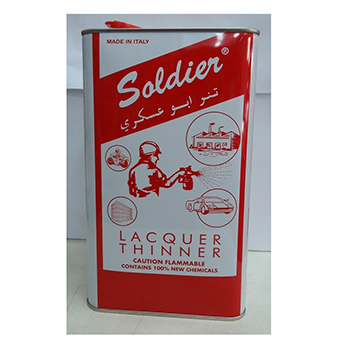 MADE IN ITALY
Soldier®
تنر ابو عسكري
LACQUER
THINNER
CAUTION FLAMMABLE
CONTAINS 100% NEW CHEMICALS